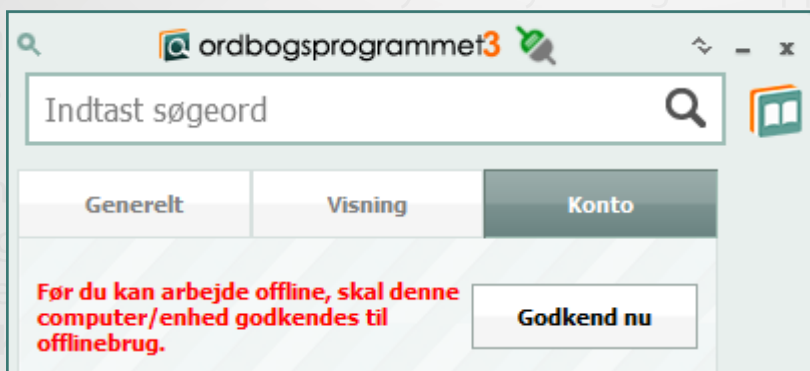 ordbogsprogrammet3
Indtast søgeord
Generelt Visning Konto
Før du kan arbejde offline, skal denne
computer/enhed godkendes til
offlinebrug.
Godkend nu